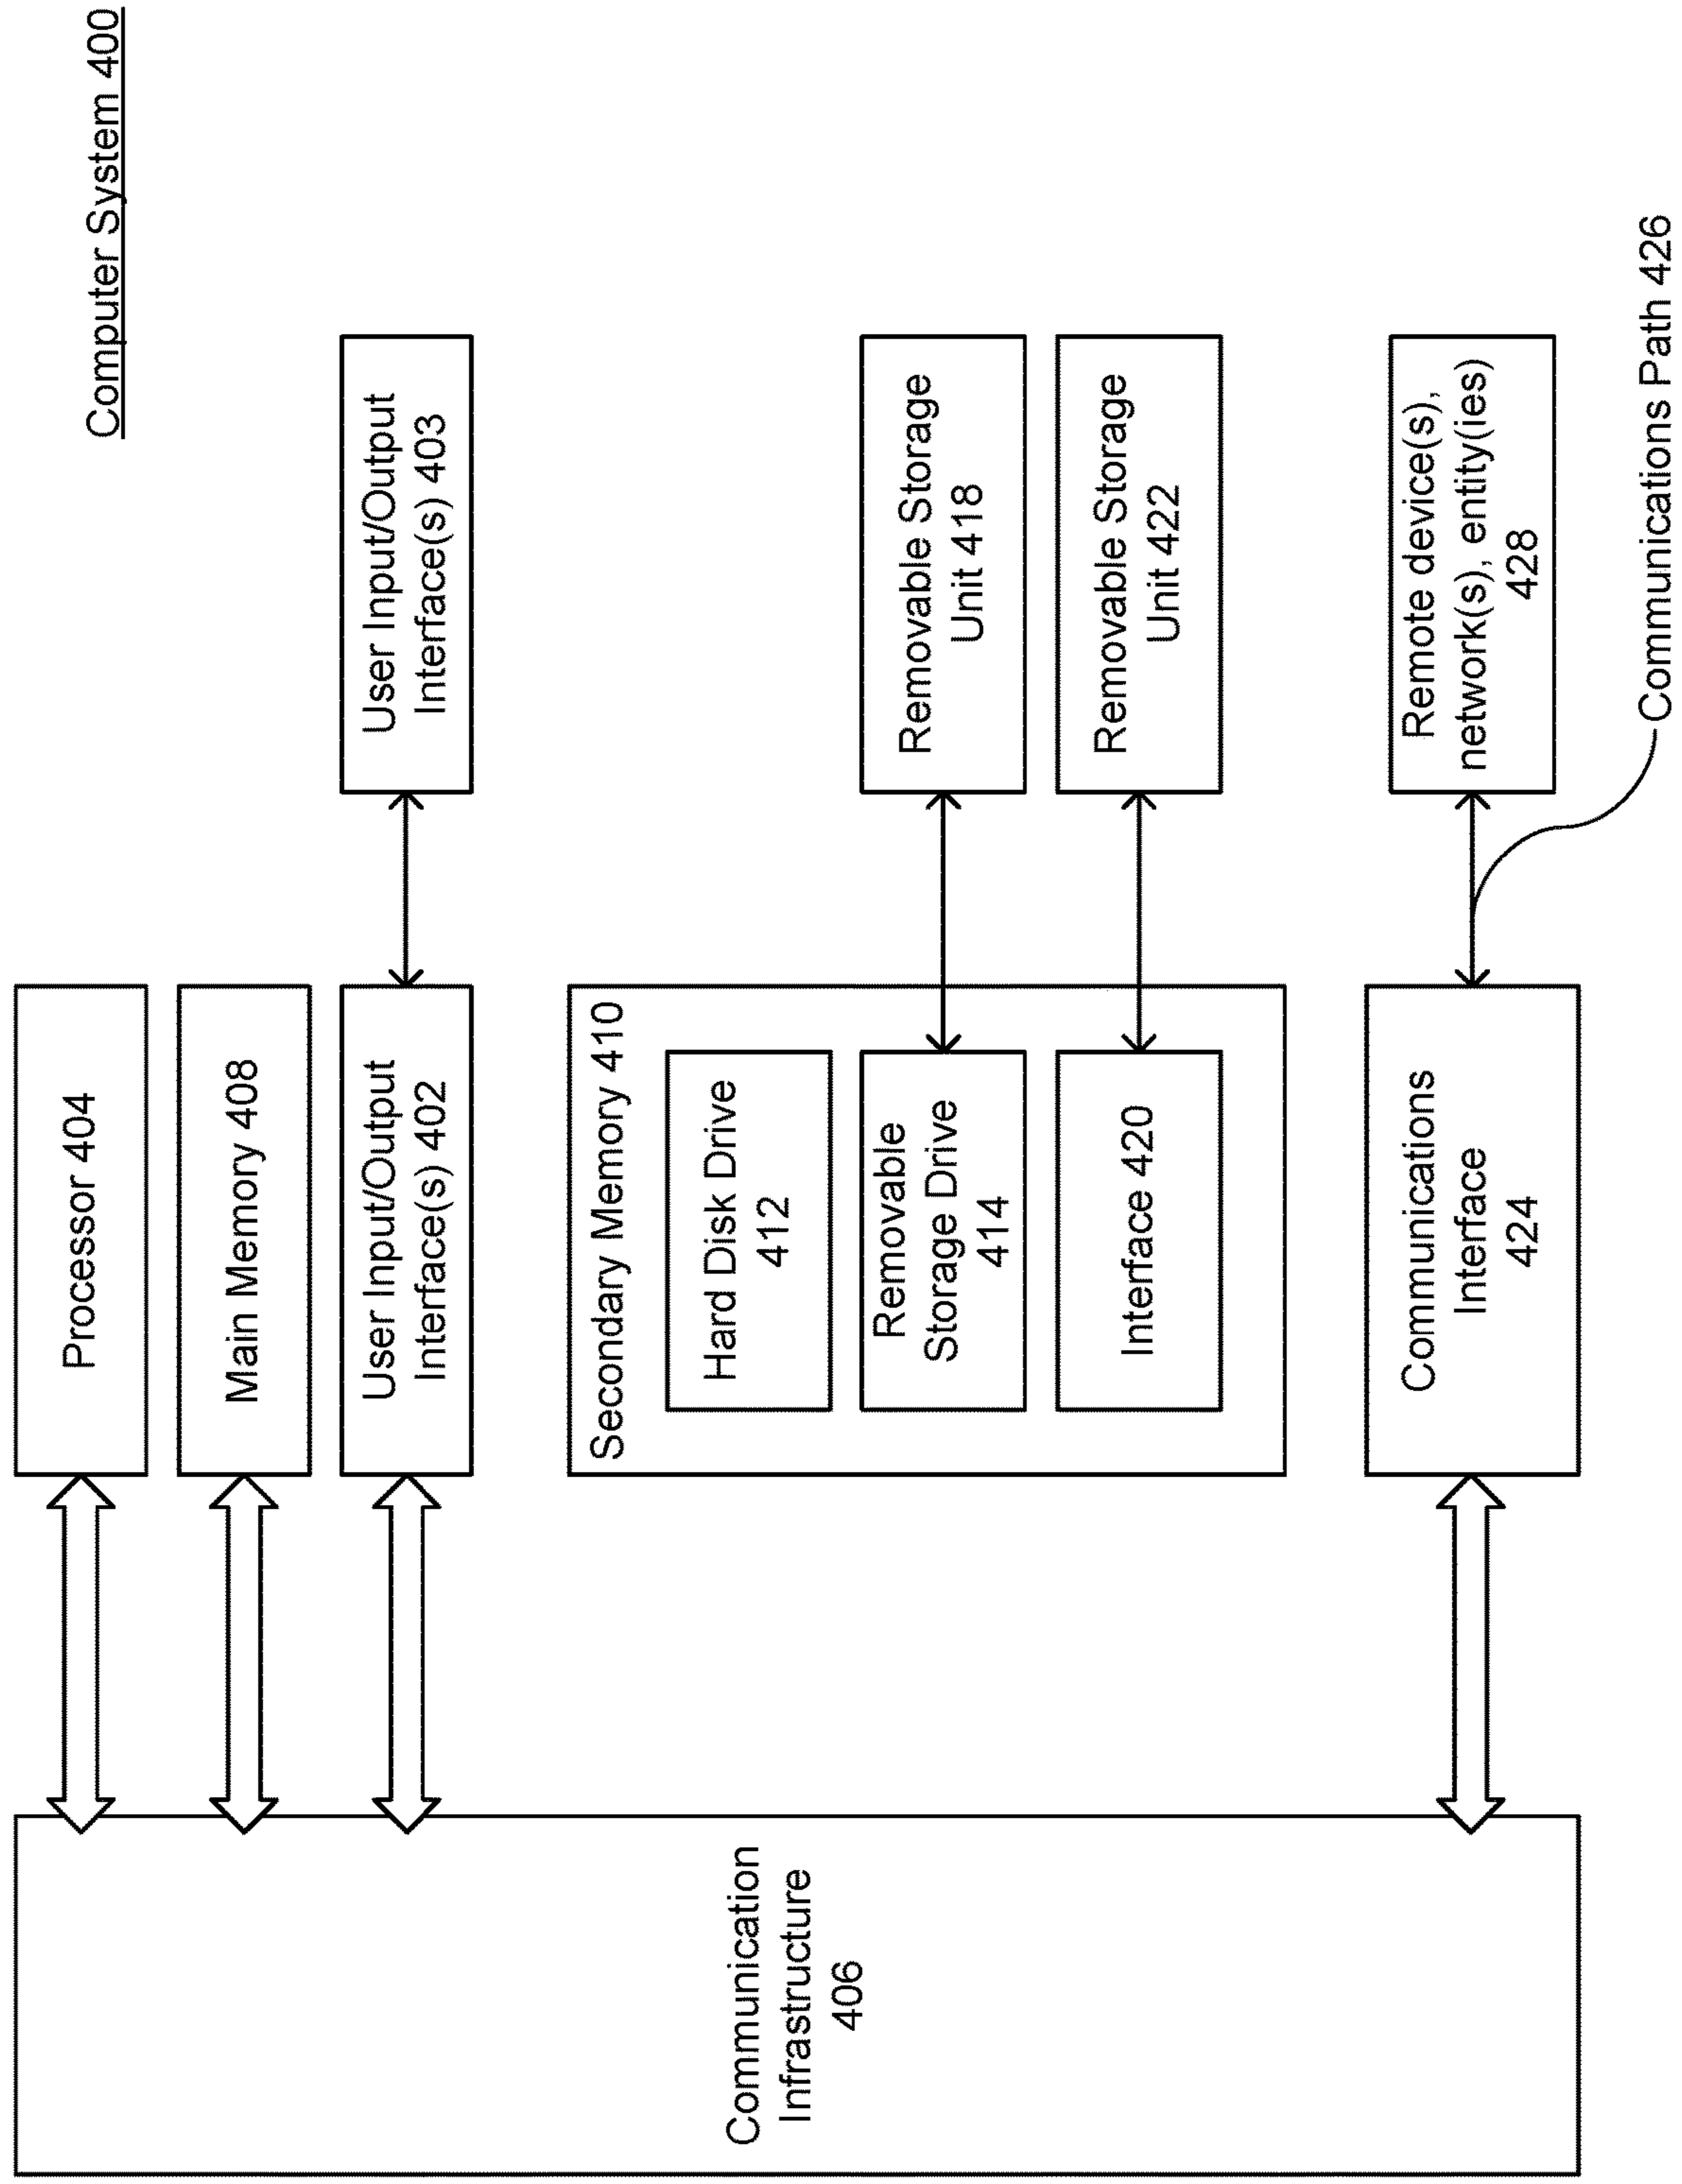 Computer System 400
Processor 404
Main Memory 408
User Input/Output
Interface(s) 402
User Input/Output
Interface(s) 403
Secondary Memory 410
Hard Disk Drive
412
Removable
Storage Drive
414
Removable Storage
Unit 418
Interface 420
Removable Storage
Unit 422
Communication
Infrastructure
406
Communications
Interface
424
Remote device(s),
network(s), entity(ies)
428
Communications Path 426